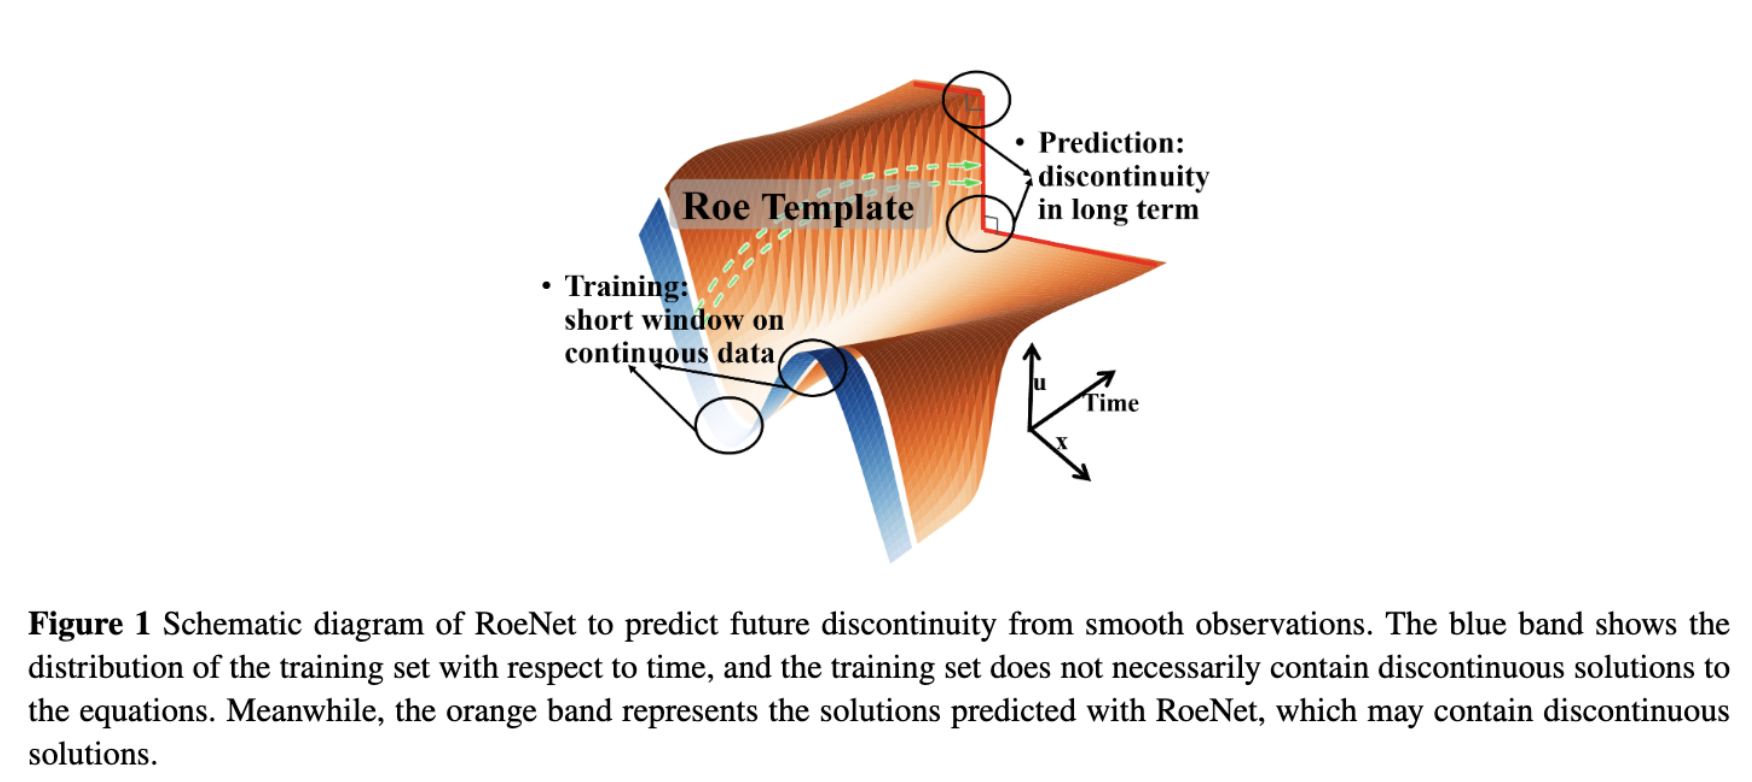 • Prediction:
discontinuity
in long term
Roe Template
• Training:
short window on
continuous data
u
Time
x
Figure 1 Schematic diagram of RoeNet to predict future discontinuity from smooth observations. The blue band shows the
distribution of the training set with respect to time, and the training set does not necessarily contain discontinuous solutions to
the equations. Meanwhile, the orange band represents the solutions predicted with RoeNet, which may contain discontinuous
solutions.